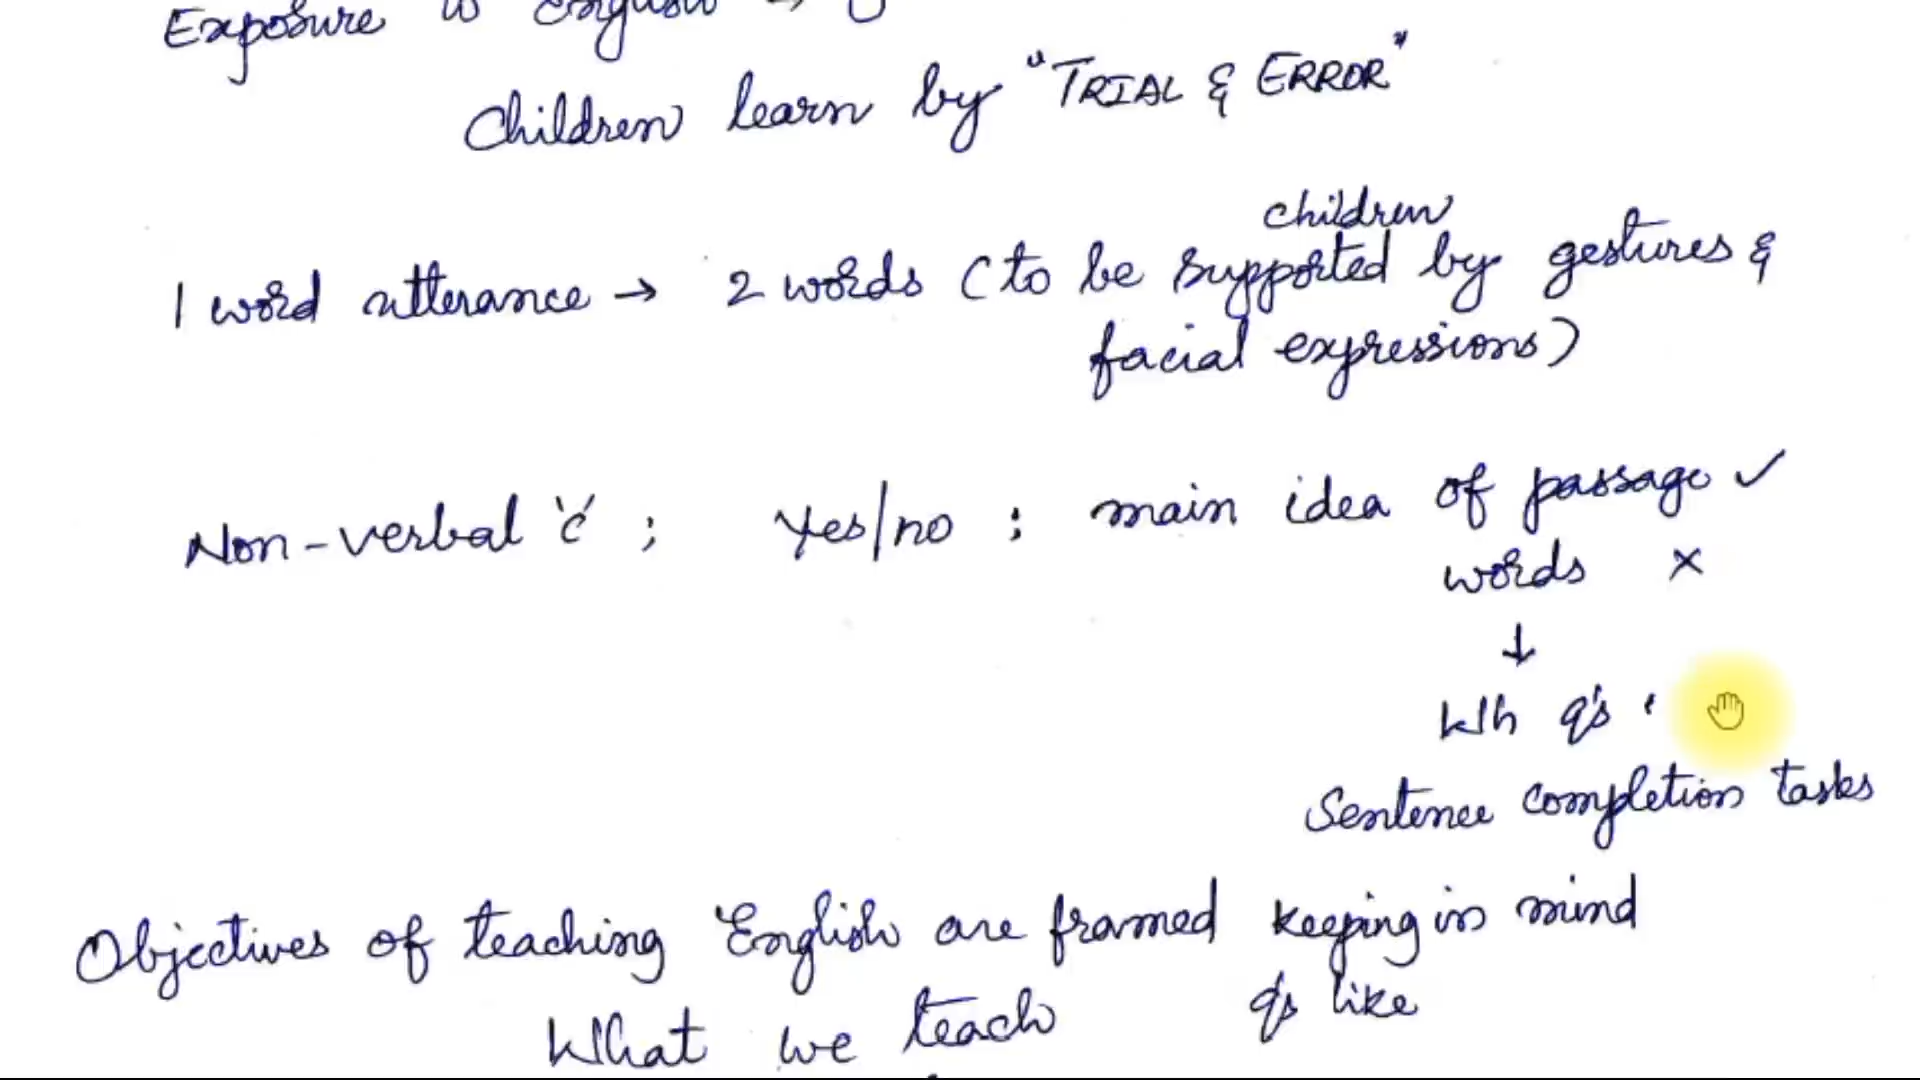 Exposure to English →
Children learn by "TRIAL & ERROR"
children
1 word utterance → 2 words (to be supported by gestures &
facial expressions)
Non-verbal 'c' ; Yes/no ; main idea of passage ✓
words ×
↓
Wh q's '
Sentence completion tasks
Objectives of teaching English are framed keeping in mind
What we teach q's like